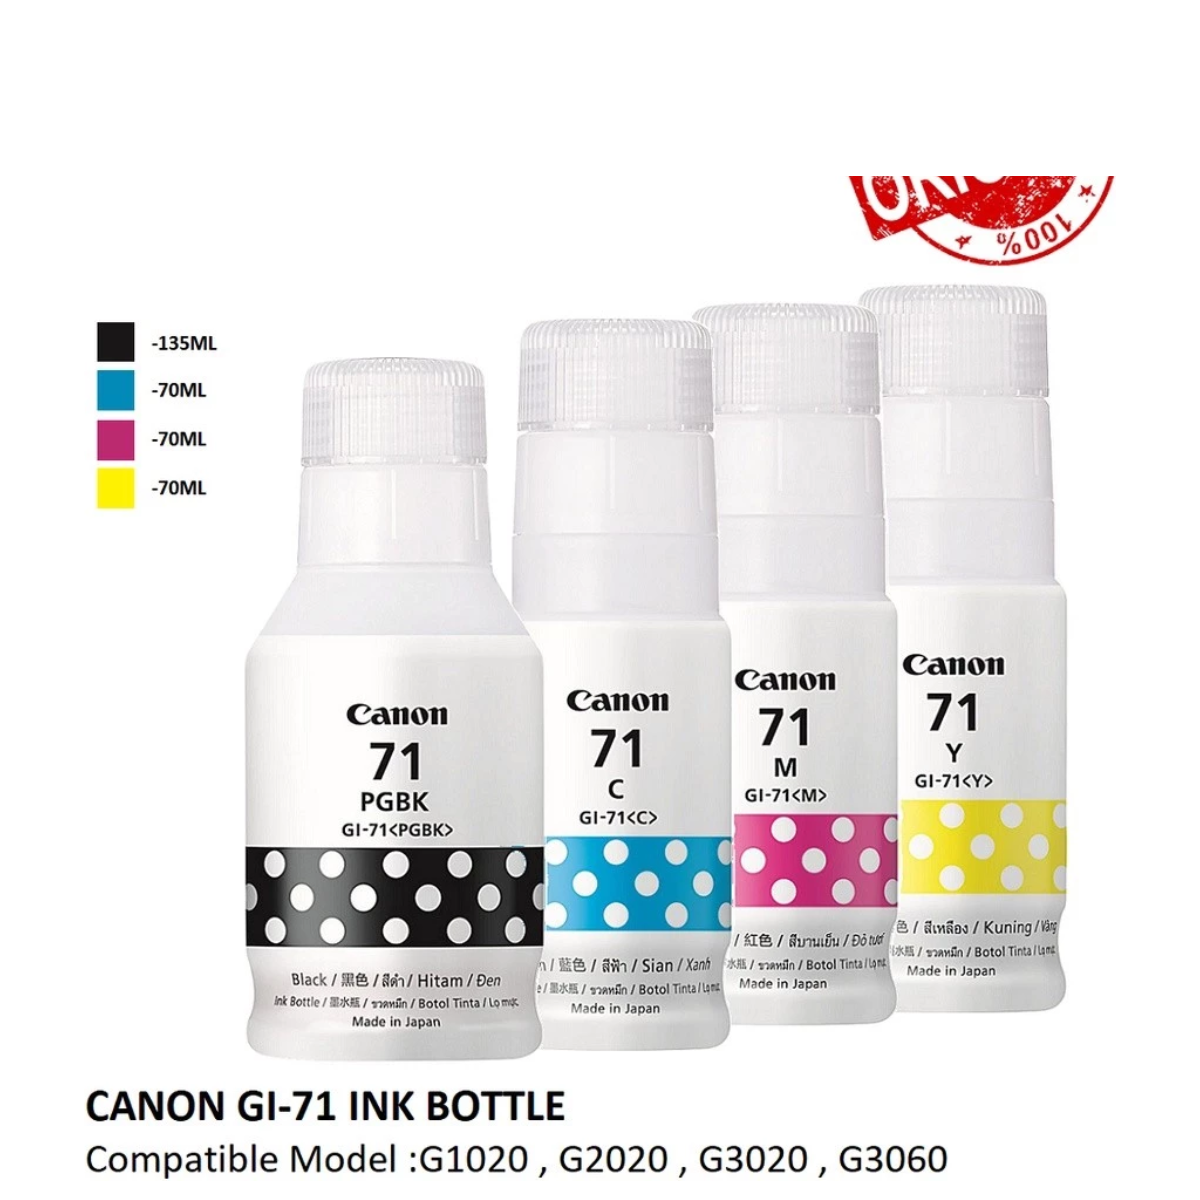 100%
-135ML
-70ML
-70ML
-70ML
Canon
71
PGBK
GI-71<PGBK>
Black / 黑色 / สีดำ / Hitam / Đen
Ink Bottle / 墨水瓶 / ขวดหมึก / Botol Tinta / Lọ mực
Made in Japan
Canon
71
C
GI-71<C>
/ 藍色 / สีฟ้า / Sian / Xanh
/ 墨水瓶 / ขวดหมึก / Botol Tinta / Lọ mực
Made in Japan
Canon
71
M
GI-71<M>
/ 紅色 / สีบานเย็น / Đỏ tươi
水瓶 / ขวดหมึก / Botol Tinta / Lọ mực
Made in Japan
Canon
71
Y
GI-71<Y>
色 / สีเหลือง / Kuning / Vàng
水瓶 / ขวดหมึก / Botol Tinta / Lọ mực
Made in Japan
CANON GI-71 INK BOTTLE
Compatible Model :G1020 , G2020 , G3020 , G3060